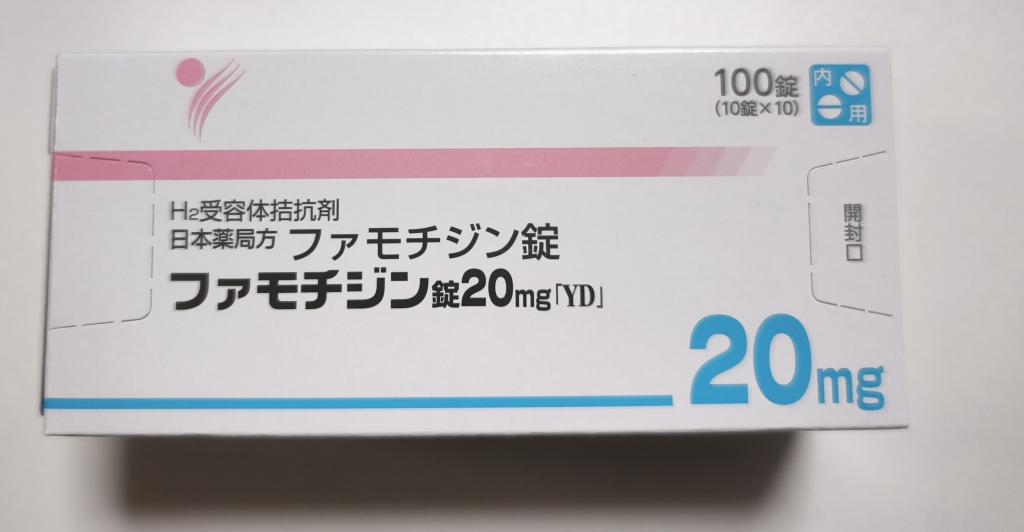 100錠
(10錠×10)
内用
H2受容体拮抗剤
日本薬局方 ファモチジン錠
ファモチジン錠20mg「YD」
開封口
20mg